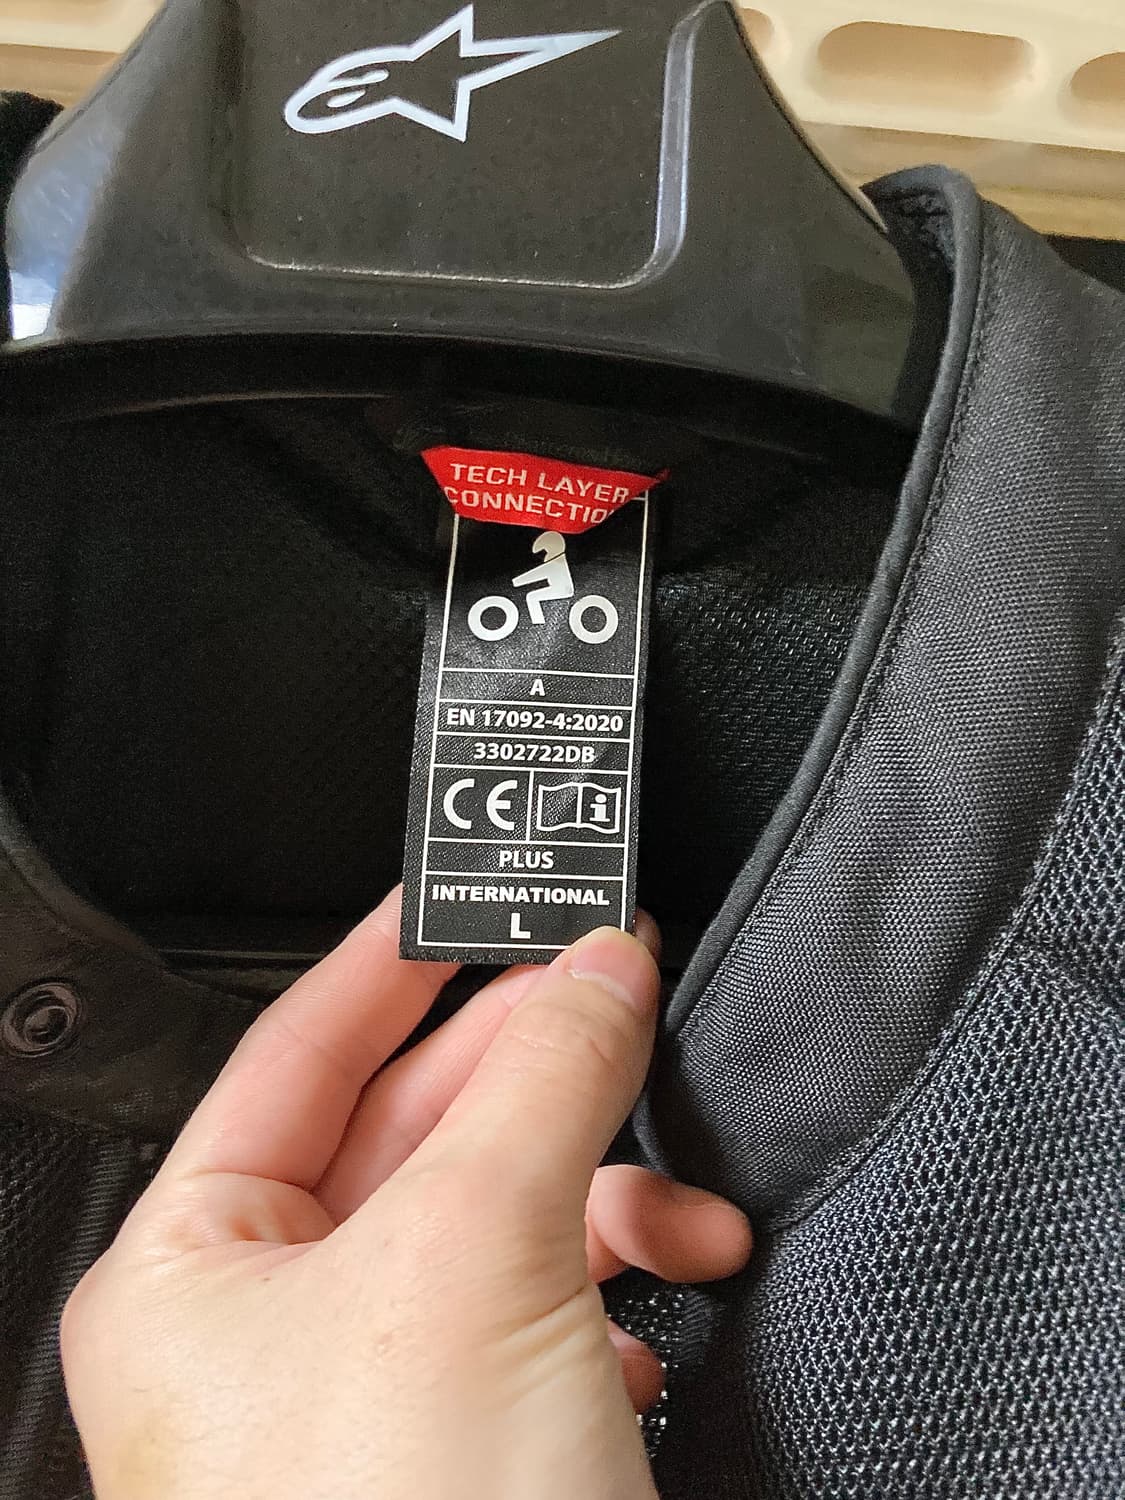 TECH LAYER
CONNECTIO
A
EN 17092-4:2020
3302722DB
CE
i
PLUS
INTERNATIONAL
L